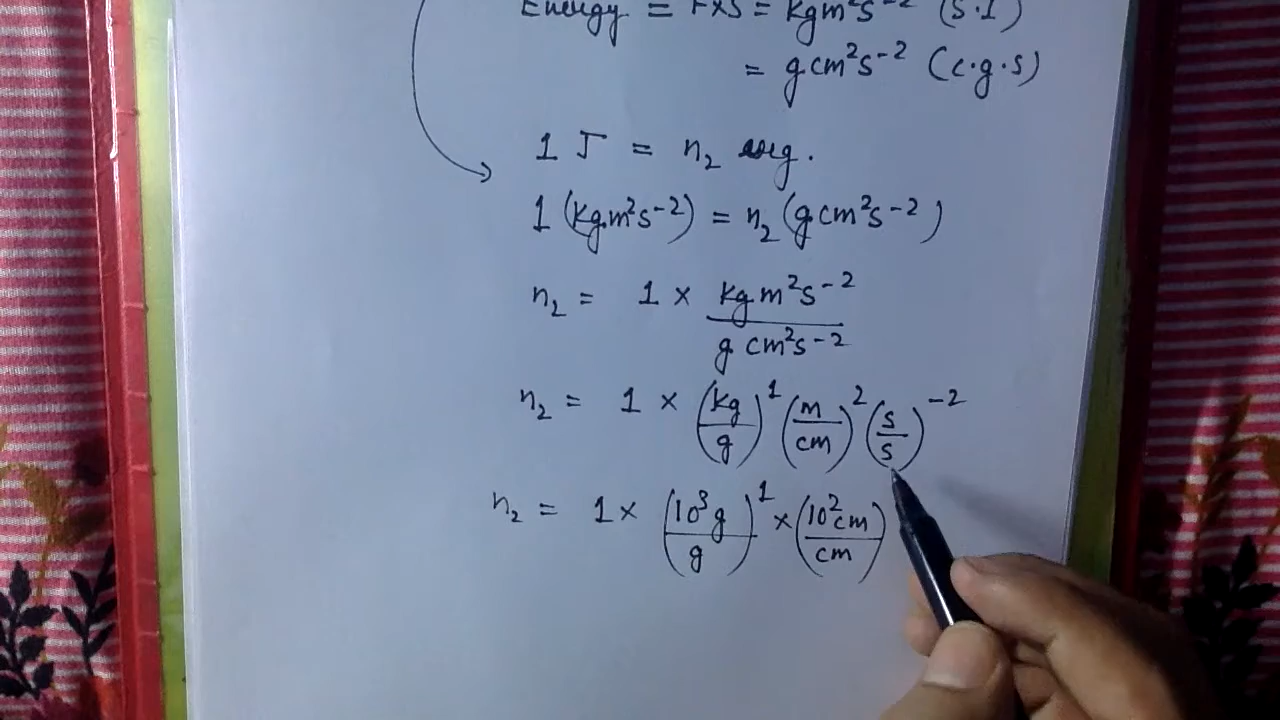 Energy = F×S = kgm²s⁻² (S.I)
= gcm²s⁻² (c.g.s)
1 J = n₂ erg.
1 (kgm²s⁻²) = n₂ (gcm²s⁻²)
n₂ = 1 × kgm²s⁻² / gcm²s⁻²
n₂ = 1 × (kg/g)¹ (m/cm)² (s/s)⁻²
n₂ = 1 × (10³g/g)¹ × (10²cm/cm)